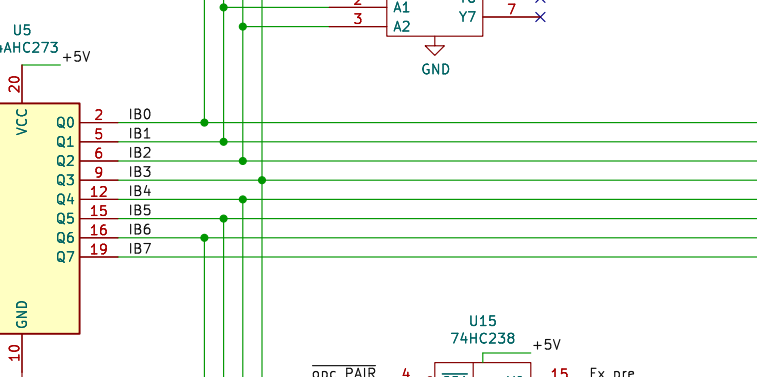 A1
Y7 7
3 A2
U5
AHC273
+5V
GND
20
VCC
Q0 2 IB0
Q1 5 IB1
Q2 6 IB2
Q3 9 IB3
Q4 12 IB4
Q5 15 IB5
Q6 16 IB6
Q7 19 IB7
GND
10
U15
74HC238
+5V
opc_PAIR 4 15 Ex_pre